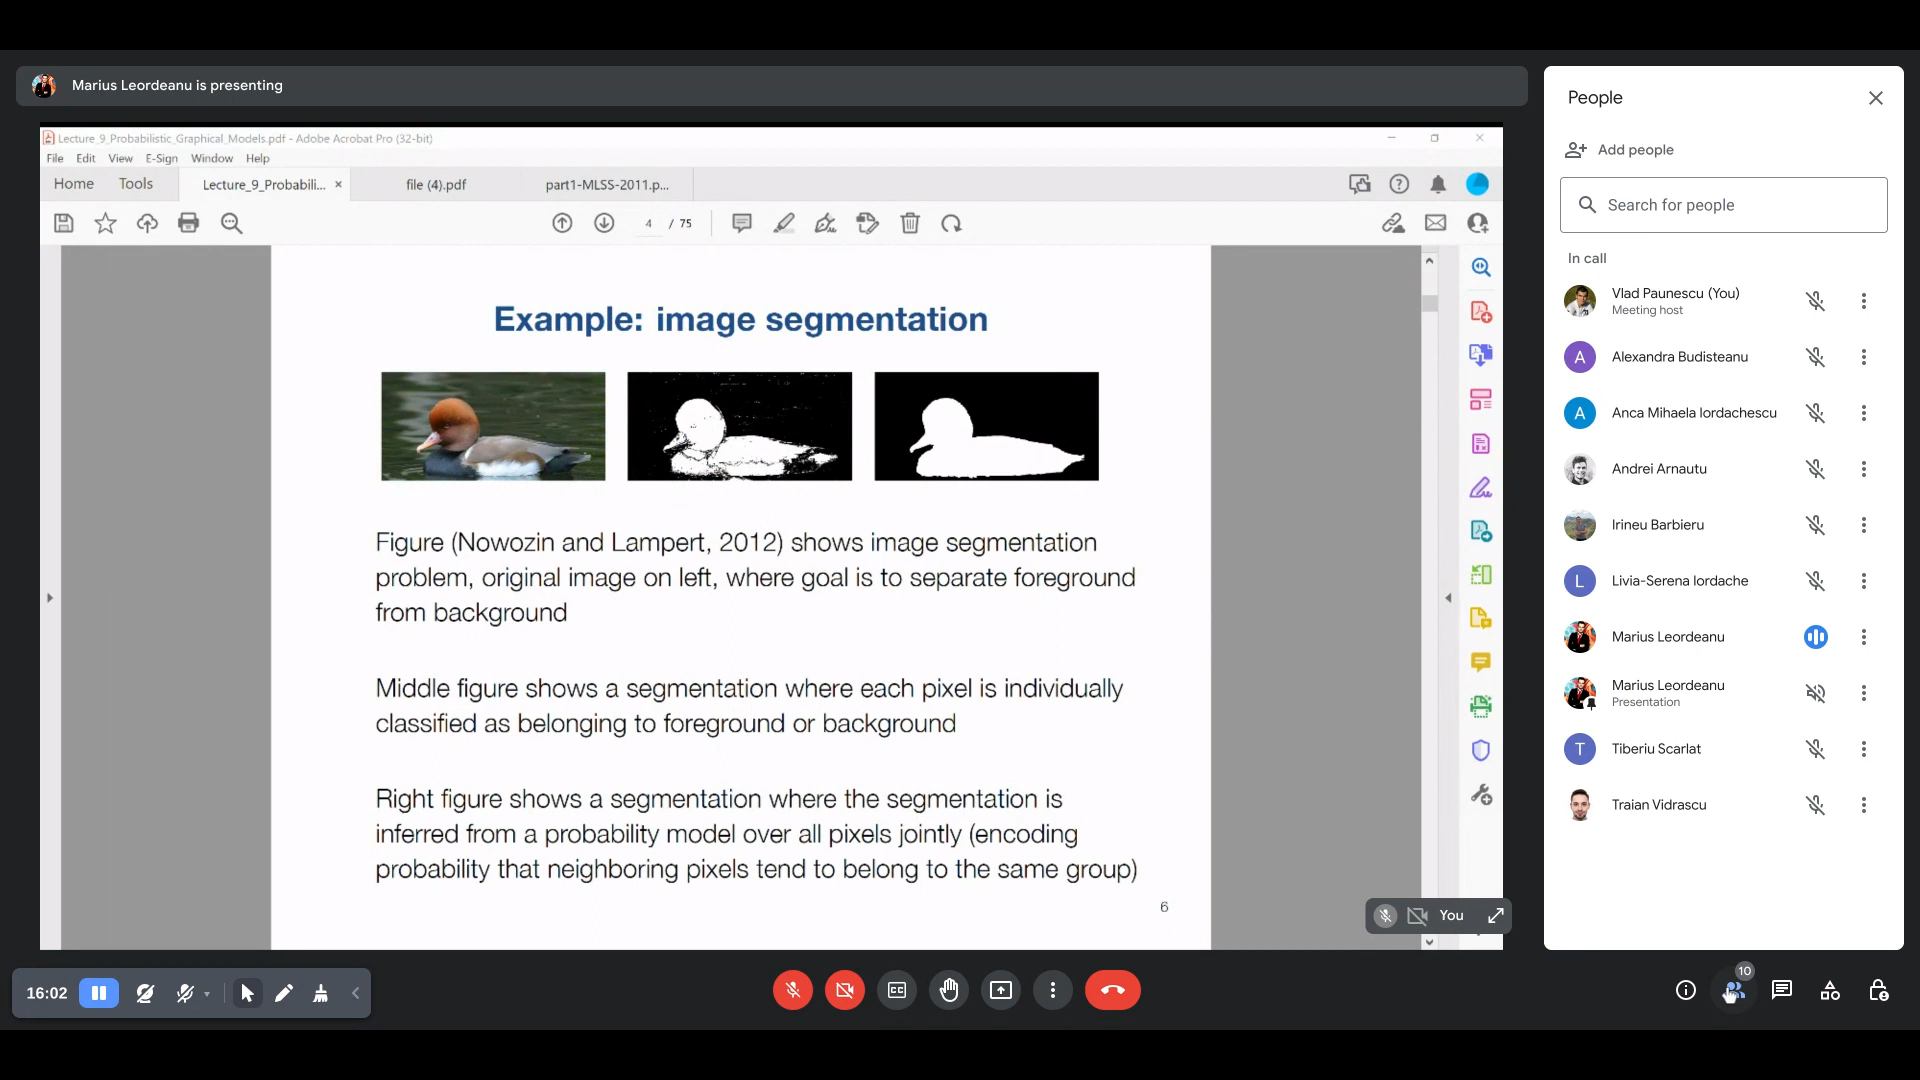 Marius Leordeanu is presenting
Lecture_9_Probabilistic_Graphical_Models.pdf - Adobe Acrobat Pro (32-bit)
File Edit View E-Sign Window Help
Home Tools Lecture_9_Probabili... × file (4).pdf part1-MLSS-2011.p...
4 / 75
Example: image segmentation
Figure (Nowozin and Lampert, 2012) shows image segmentation
problem, original image on left, where goal is to separate foreground
from background
Middle figure shows a segmentation where each pixel is individually
classified as belonging to foreground or background
Right figure shows a segmentation where the segmentation is
inferred from a probability model over all pixels jointly (encoding
probability that neighboring pixels tend to belong to the same group)
6
You
16:02
People
Add people
Search for people
In call
Vlad Paunescu (You)
Meeting host
A Alexandra Budisteanu
A Anca Mihaela Iordachescu
Andrei Arnautu
Irineu Barbieru
L Livia-Serena Iordache
Marius Leordeanu
Marius Leordeanu
Presentation
T Tiberiu Scarlat
Traian Vidrascu
10